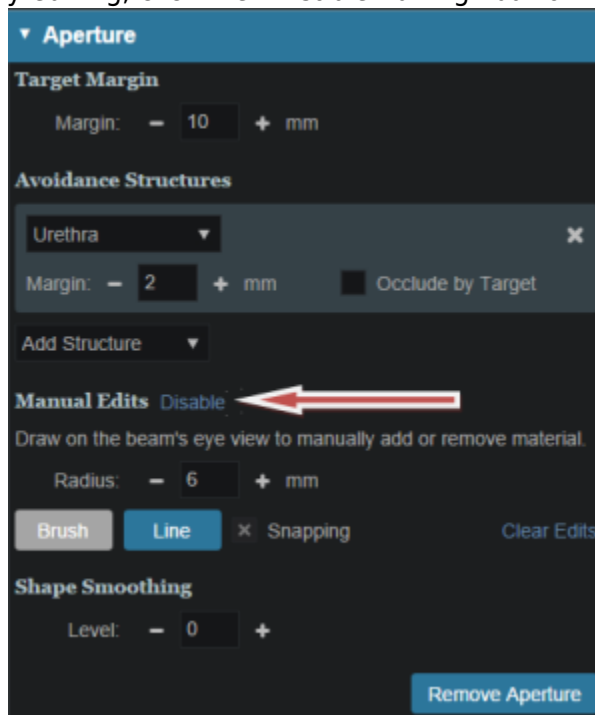 ▼ Aperture
Target Margin
Margin: − 10 + mm
Avoidance Structures
Urethra ▼ ×
Margin: − 2 + mm Occlude by Target
Add Structure ▼
Manual Edits Disable
Draw on the beam's eye view to manually add or remove material.
Radius: − 6 + mm
Brush Line × Snapping Clear Edits
Shape Smoothing
Level: − 0 +
Remove Aperture